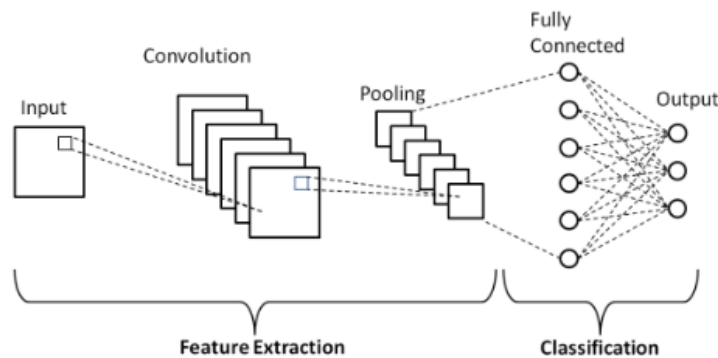 Input
Convolution
Pooling
Fully
Connected
Output
Feature Extraction
Classification